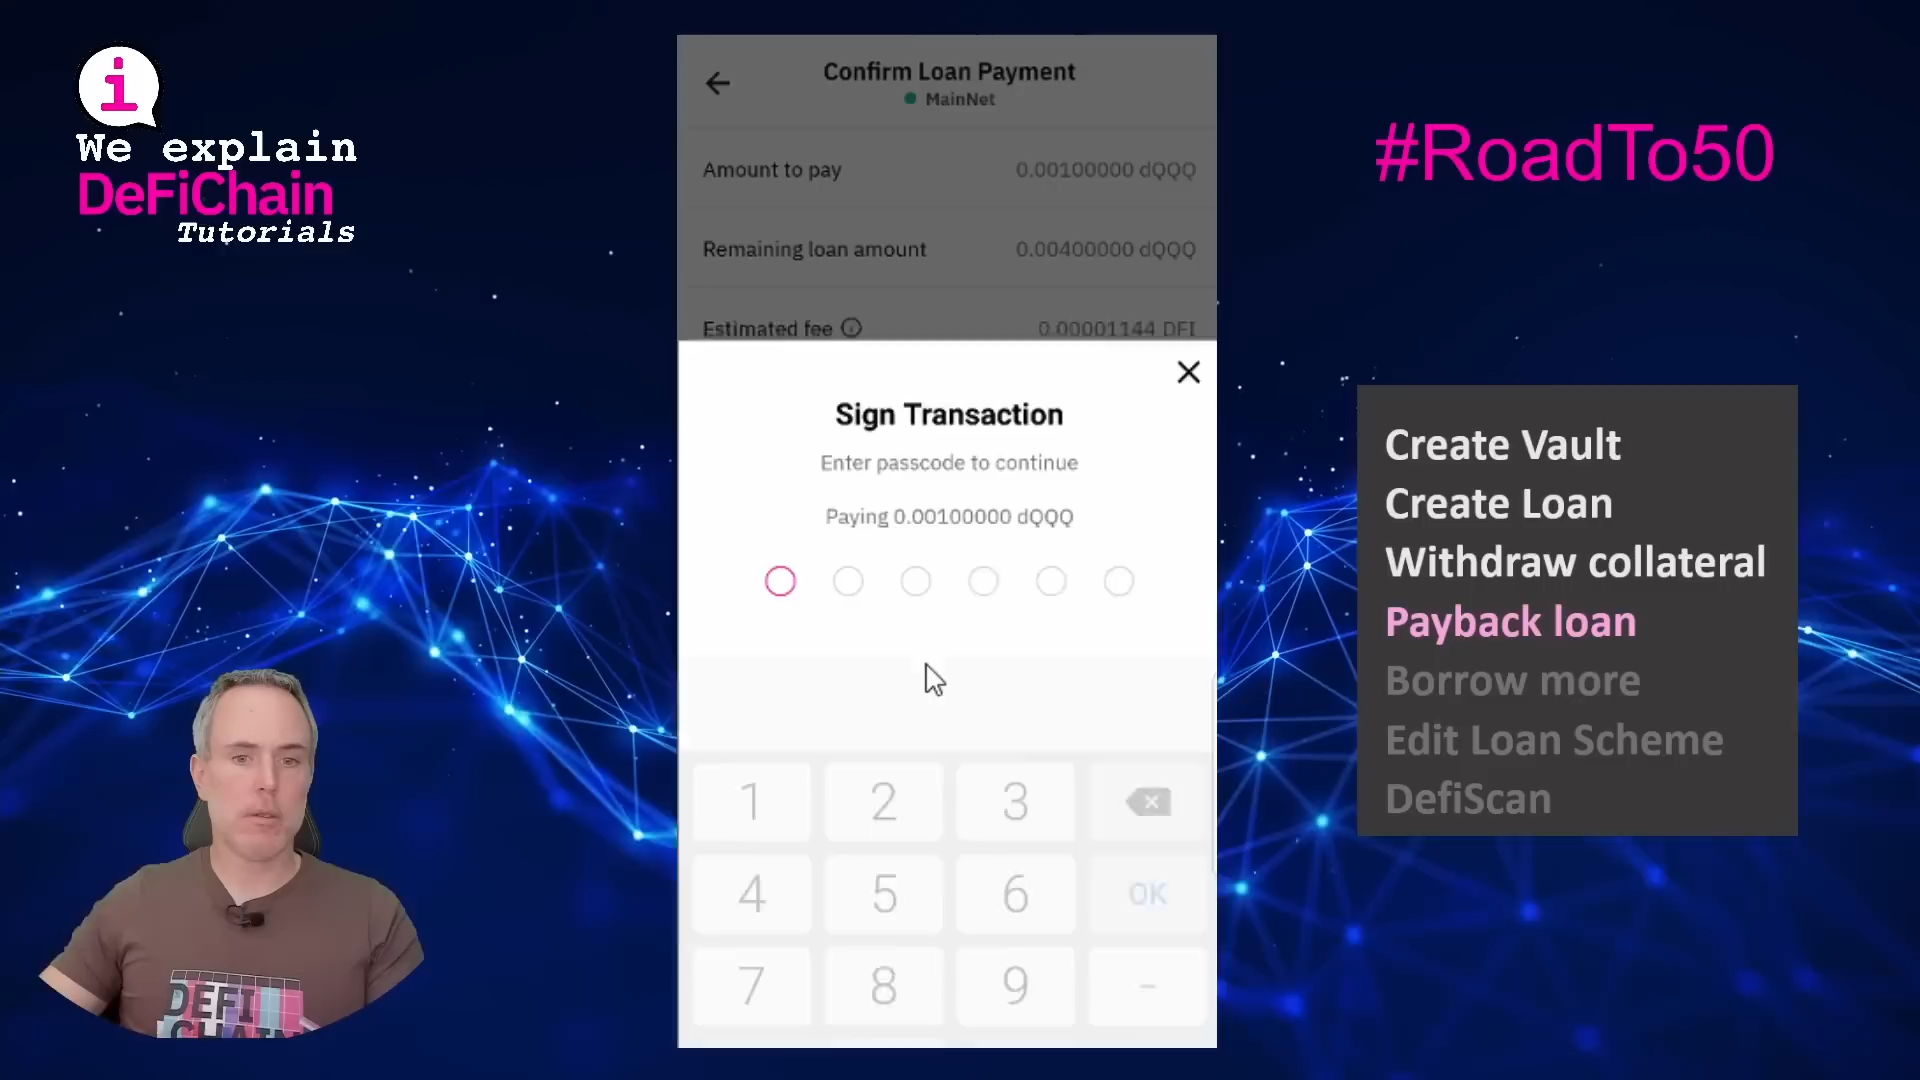 i
We explain
DeFiChain
Tutorials
Confirm Loan Payment
MainNet
Amount to pay 0.00100000 dQQQ
Remaining loan amount 0.00400000 dQQQ
Estimated fee 0.00001144 DFI
Sign Transaction
Enter passcode to continue
Paying 0.00100000 dQQQ
1 2 3
4 5 6 OK
7 8 9 -
#RoadTo50
Create Vault
Create Loan
Withdraw collateral
Payback loan
Borrow more
Edit Loan Scheme
DefiScan
DEFI
CHAIN